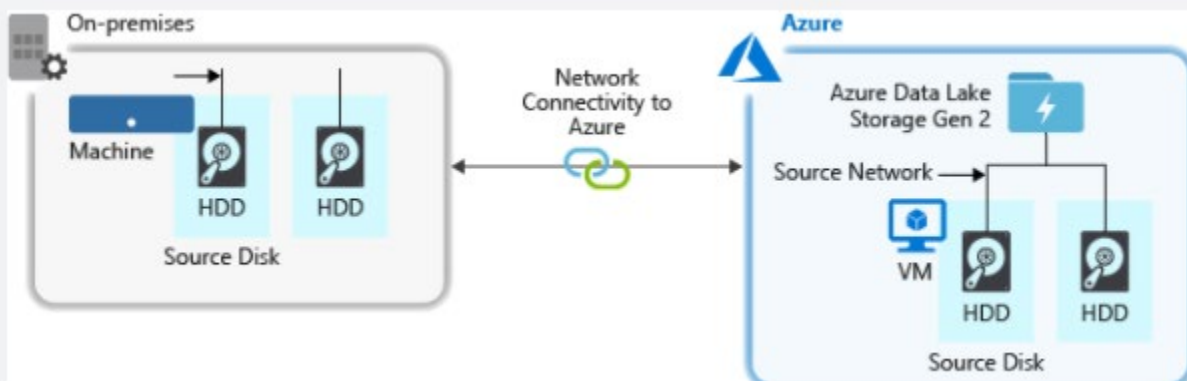 On-premises
Machine
HDD
HDD
Source Disk
Network
Connectivity to
Azure
Azure
Azure Data Lake
Storage Gen 2
Source Network
VM
HDD
HDD
Source Disk